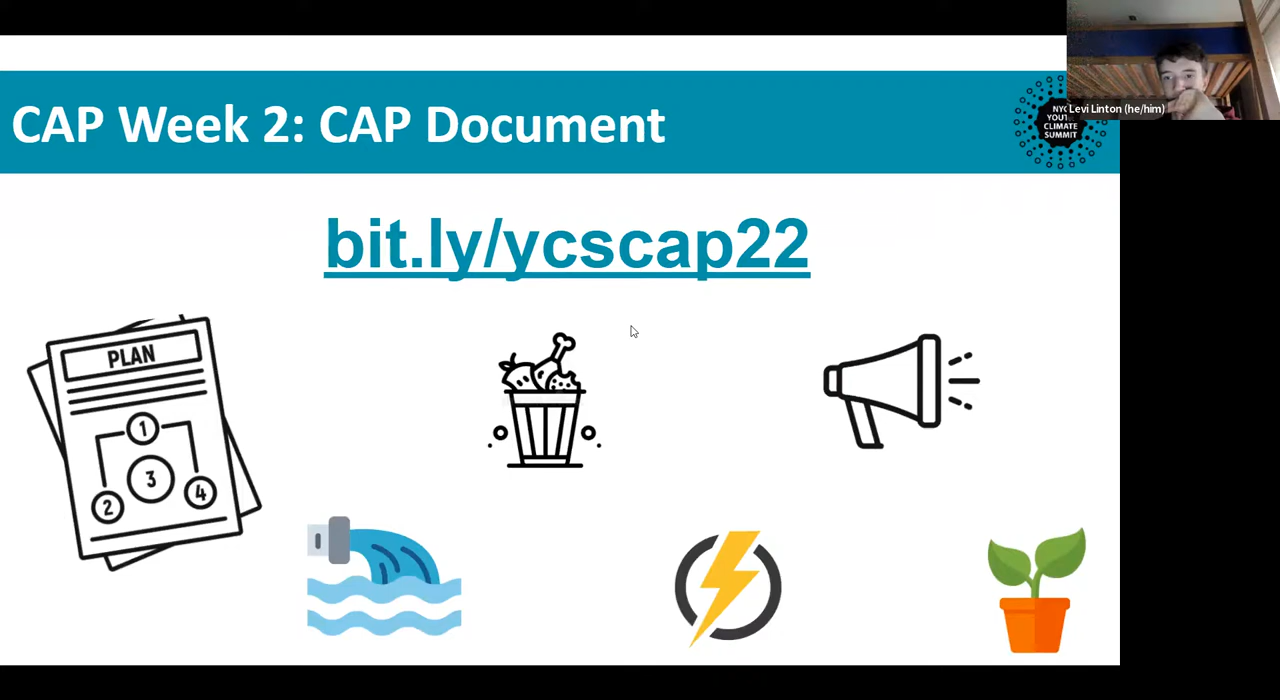 CAP Week 2: CAP Document
NYC
YOUTH
CLIMATE
SUMMIT
Levi Linton (he/him)
bit.ly/ycscap22
PLAN
1
3
2
4